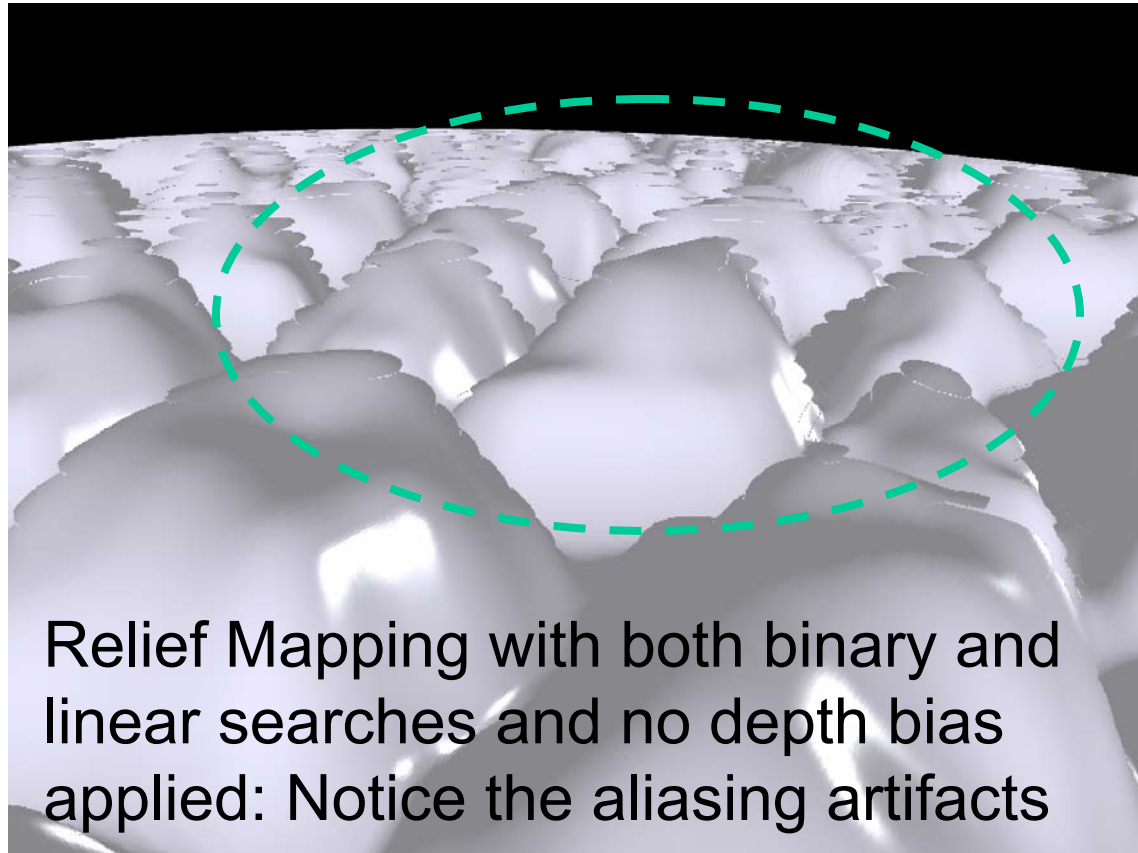 Relief Mapping with both binary and
linear searches and no depth bias
applied: Notice the aliasing artifacts